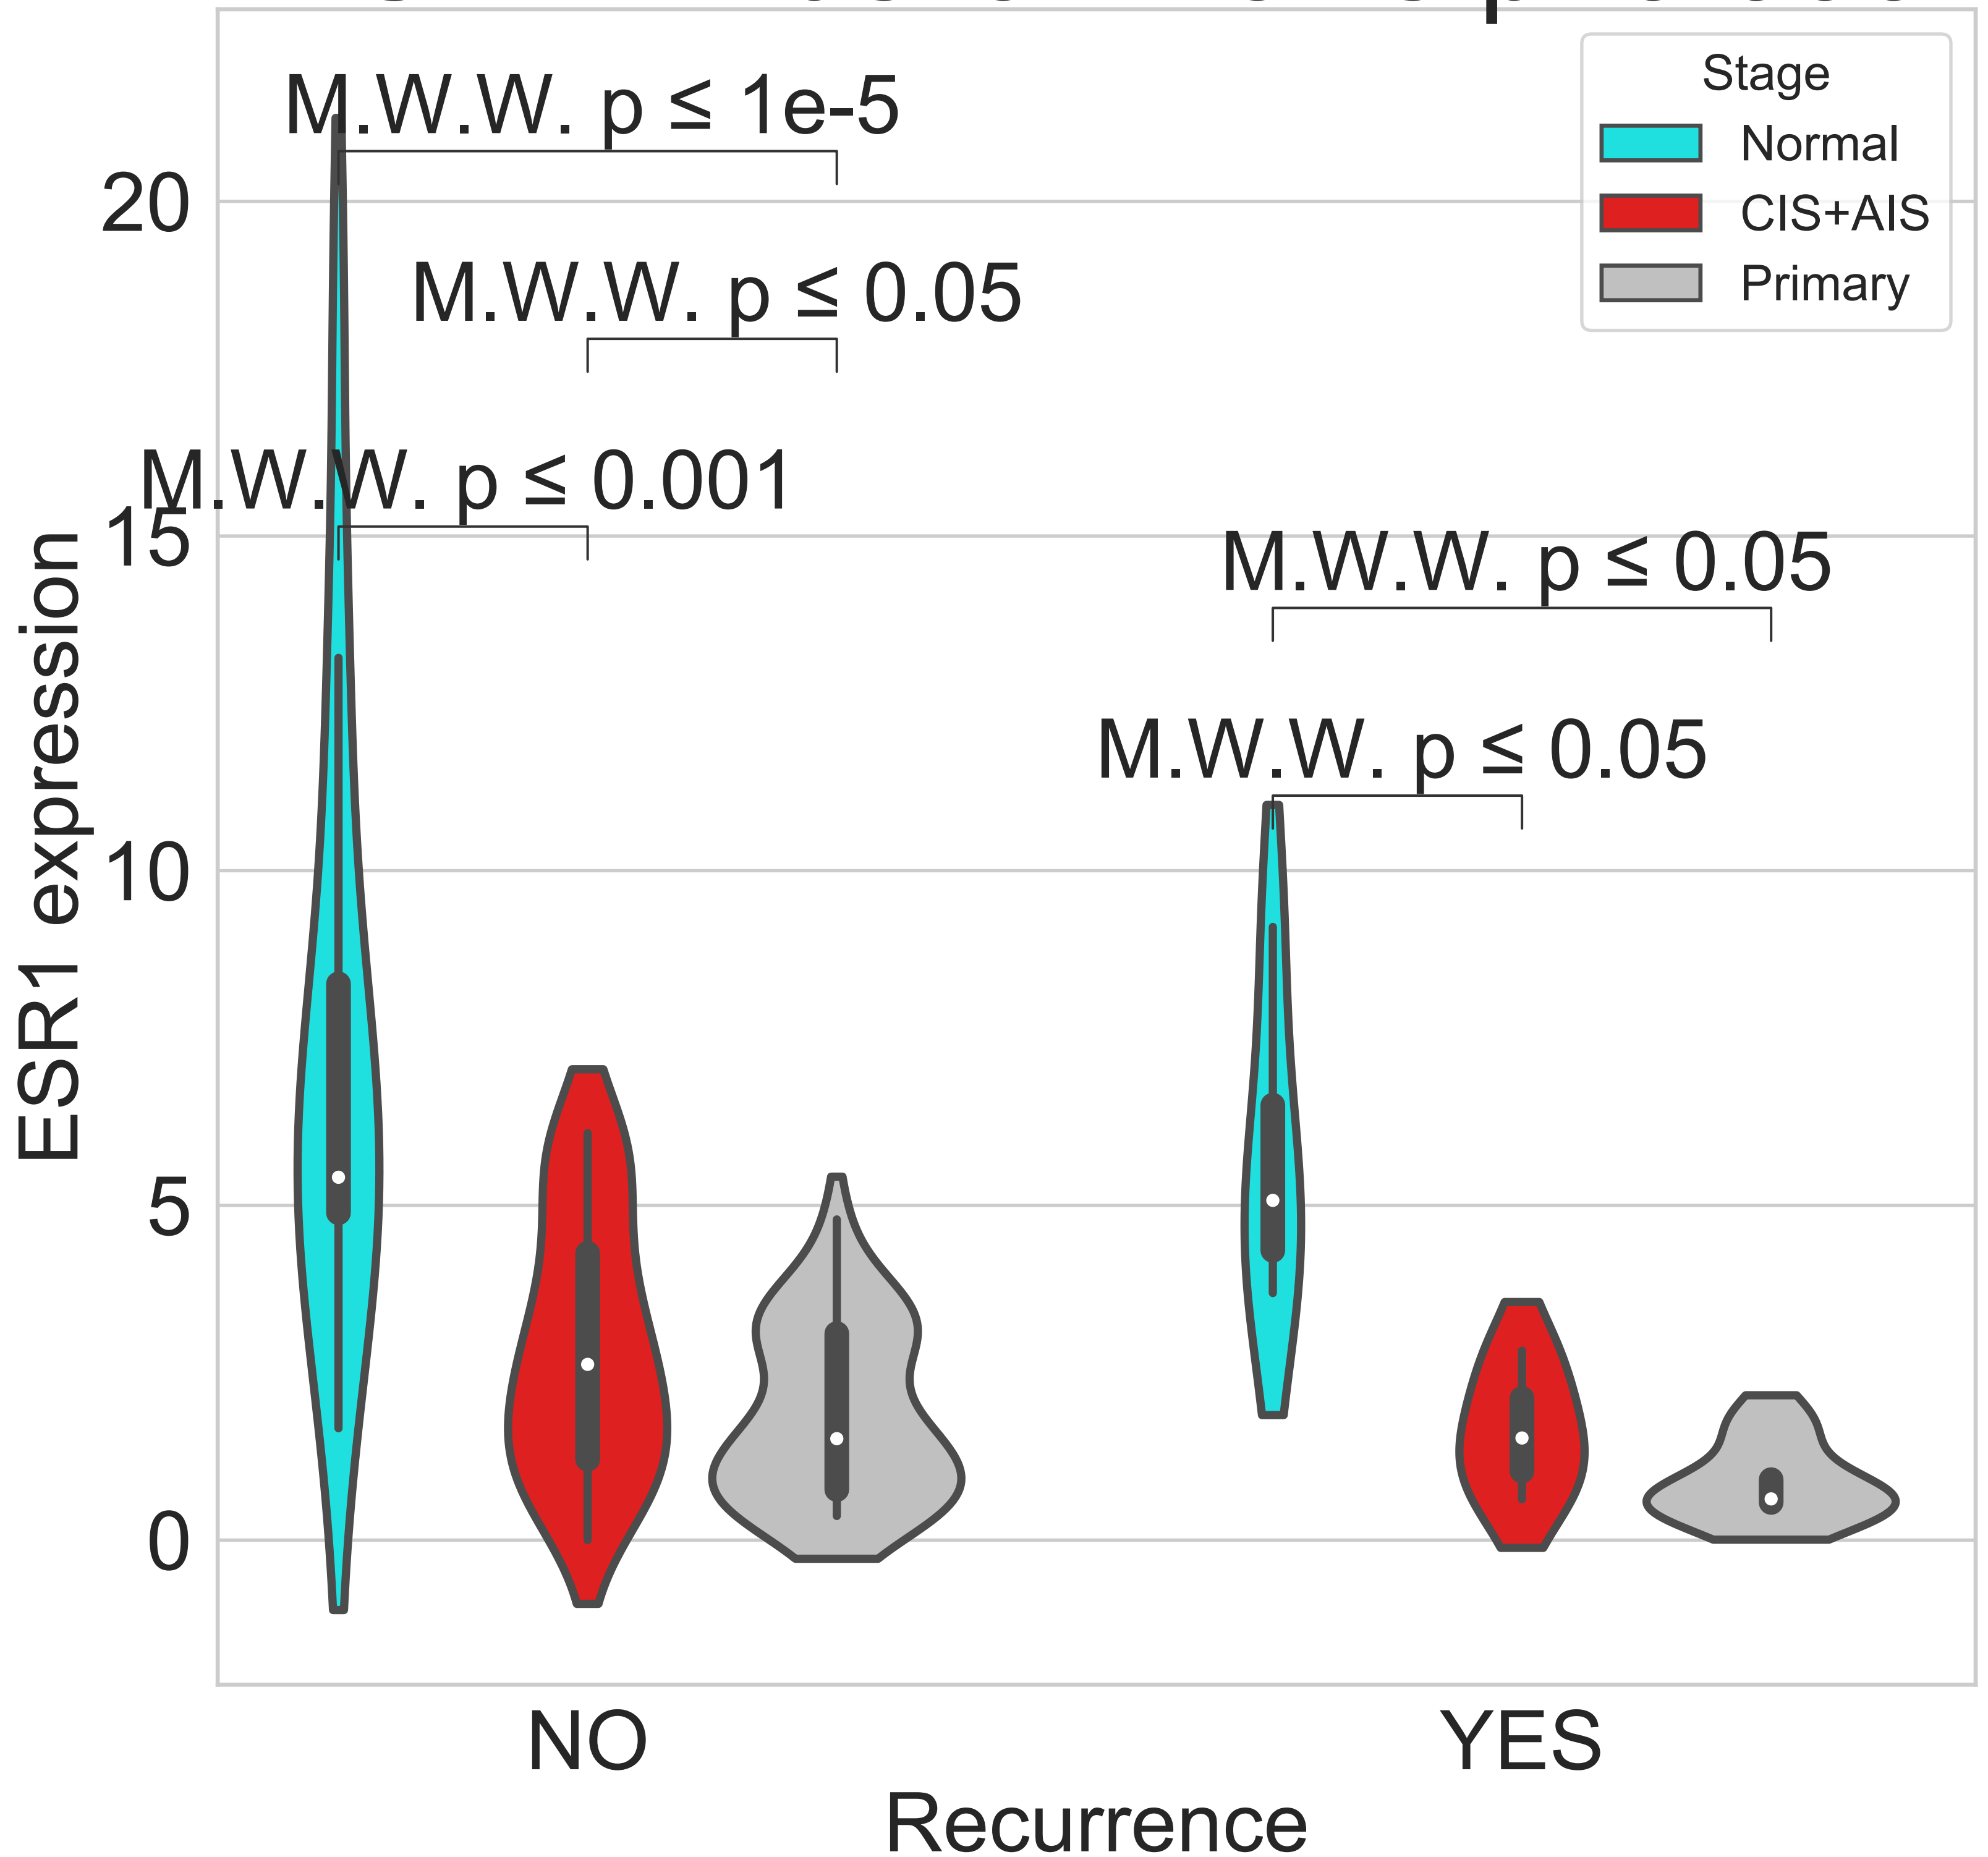 Stage
Normal
CIS+AIS
Primary
M.W.W. p ≤ 1e-5
M.W.W. p ≤ 0.05
M.W.W. p ≤ 0.001
M.W.W. p ≤ 0.05
M.W.W. p ≤ 0.05
ESR1 expression
20
15
10
5
0
NO
YES
Recurrence